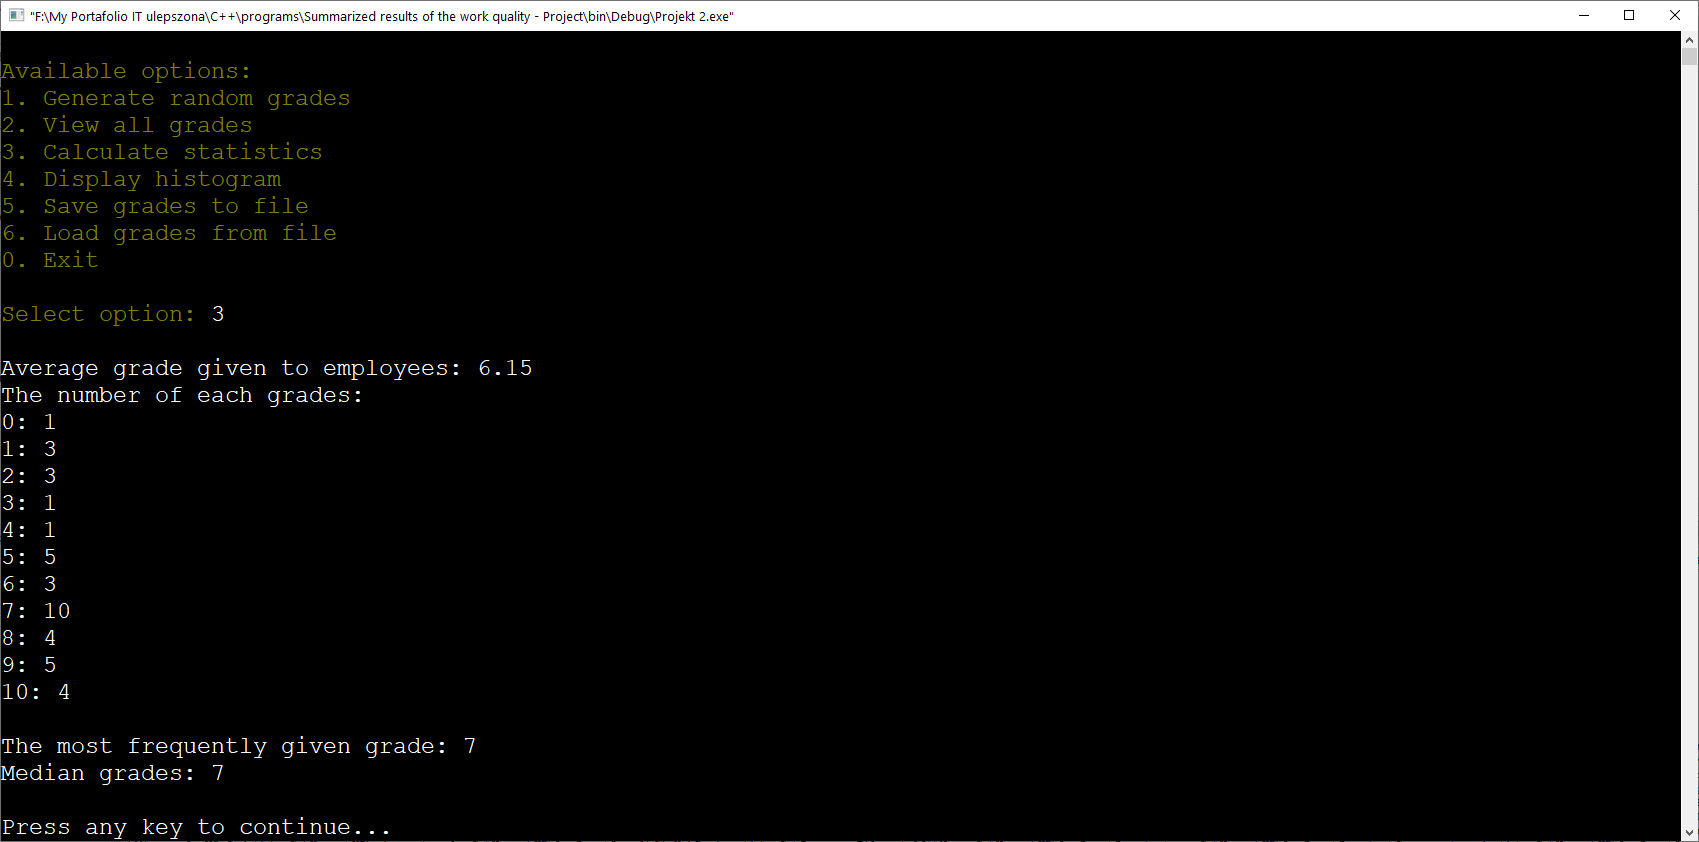 "F:\My Portafolio IT ulepszona\C++\programs\Summarized results of the work quality - Project\bin\Debug\Projekt 2.exe"
Available options:
1. Generate random grades
2. View all grades
3. Calculate statistics
4. Display histogram
5. Save grades to file
6. Load grades from file
0. Exit
Select option: 3
Average grade given to employees: 6.15
The number of each grades:
0: 1
1: 3
2: 3
3: 1
4: 1
5: 5
6: 3
7: 10
8: 4
9: 5
10: 4
The most frequently given grade: 7
Median grades: 7
Press any key to continue...